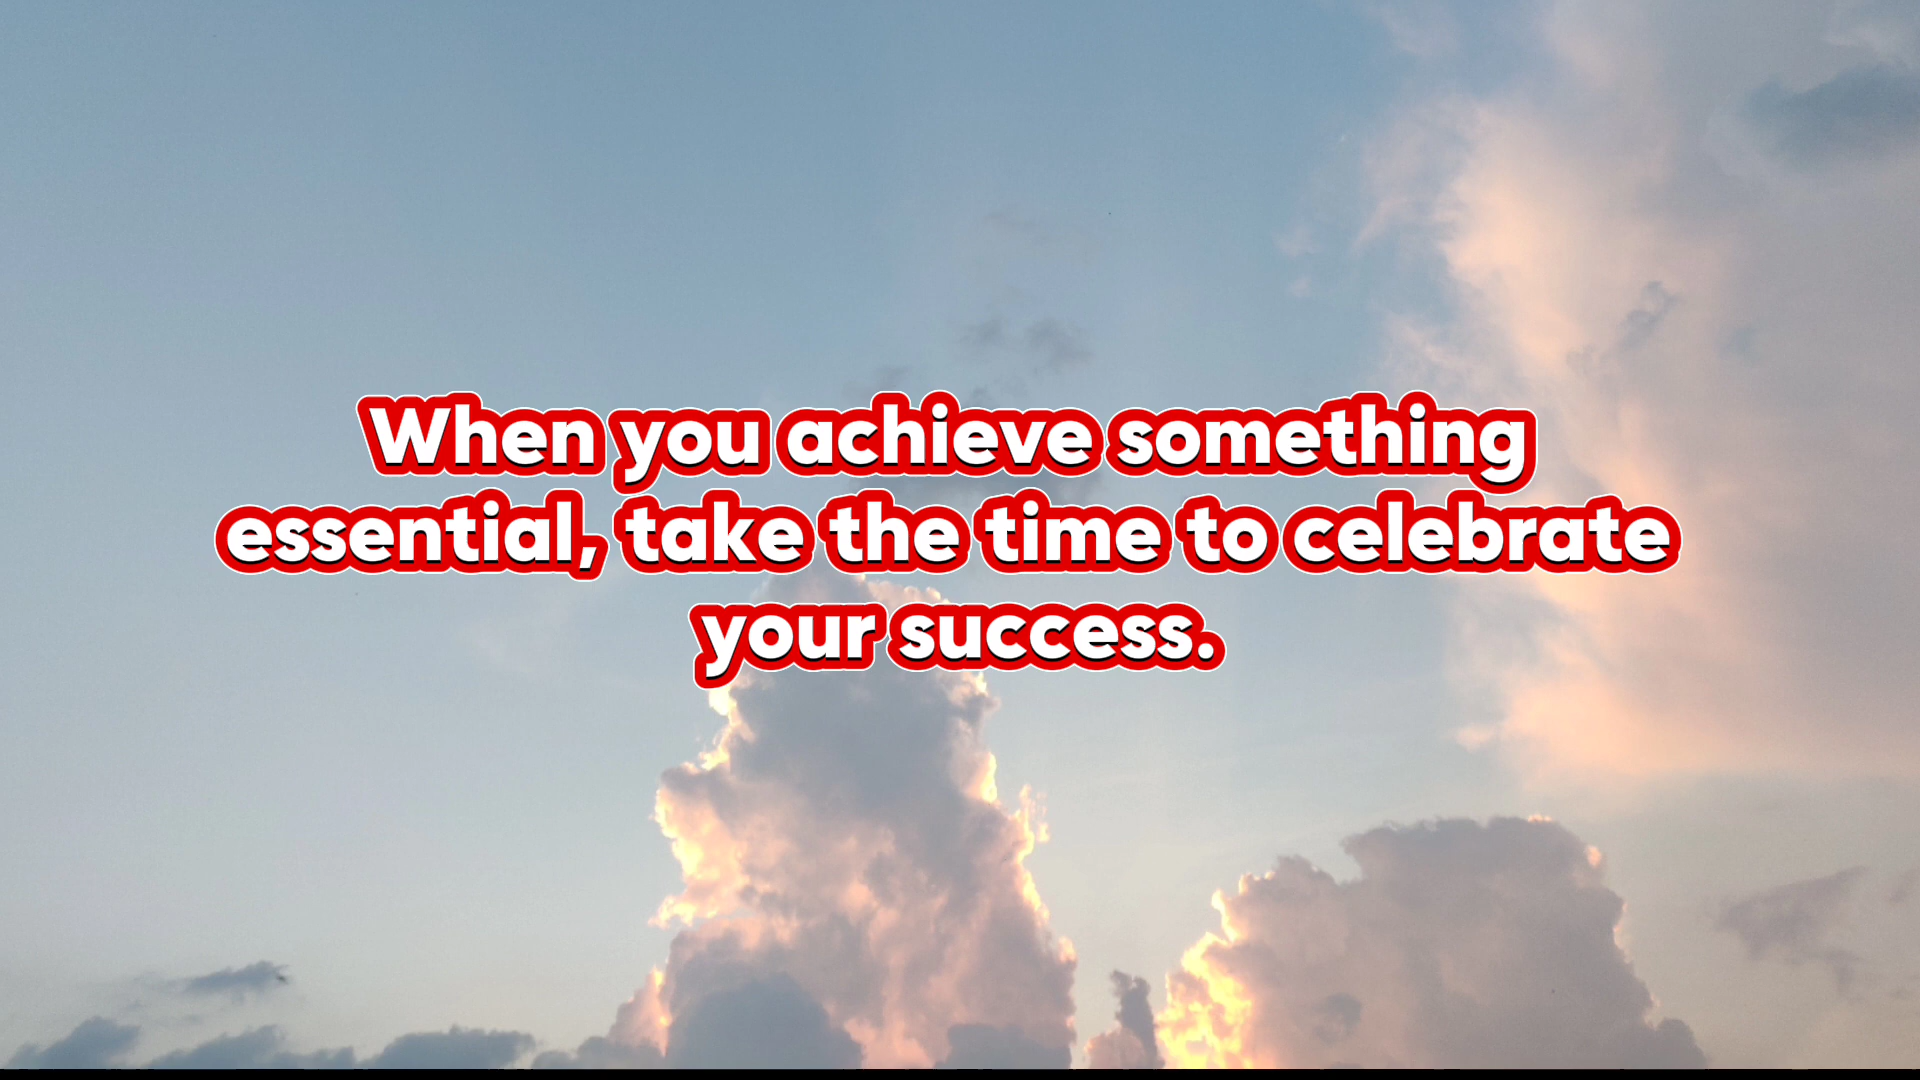 When you achieve something
essential, take the time to celebrate
your success.